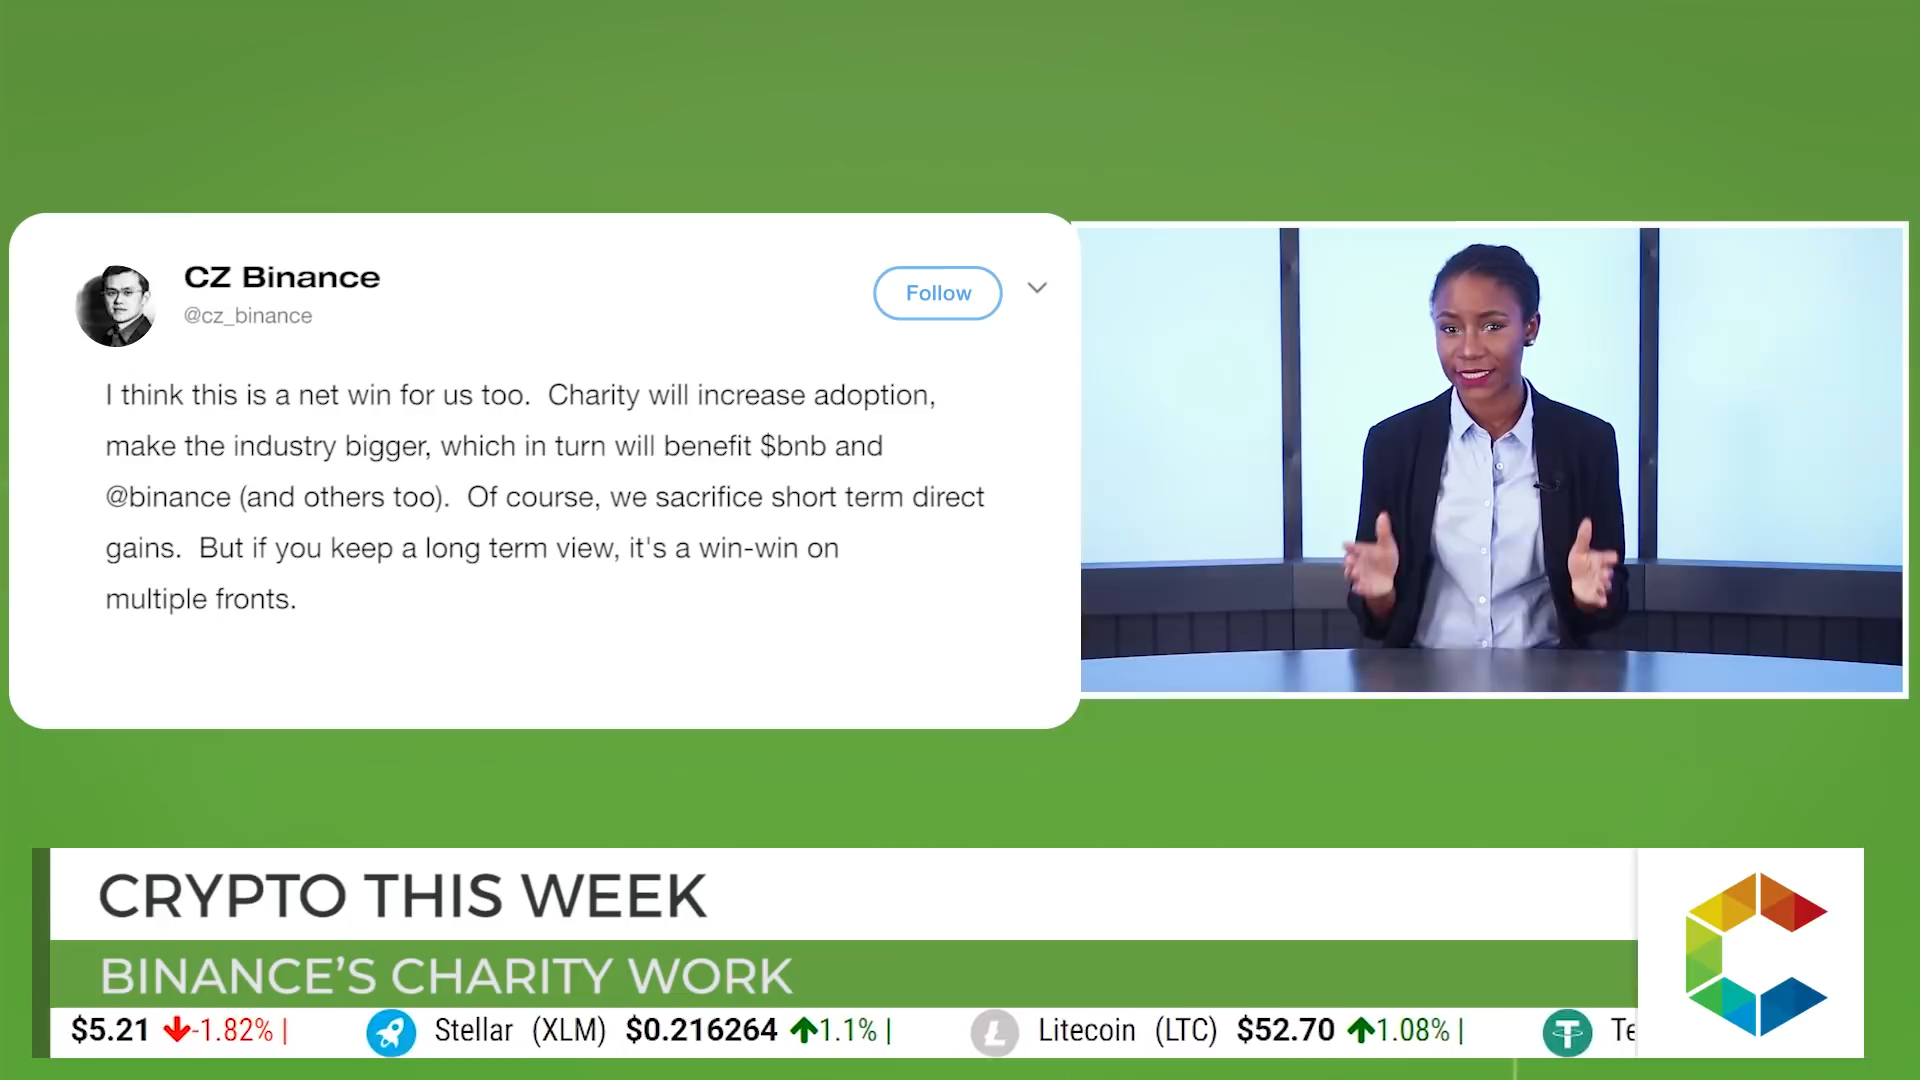 CZ Binance
@cz_binance
Follow
I think this is a net win for us too. Charity will increase adoption,
make the industry bigger, which in turn will benefit $bnb and
@binance (and others too). Of course, we sacrifice short term direct
gains. But if you keep a long term view, it's a win-win on
multiple fronts.
CRYPTO THIS WEEK
BINANCE’S CHARITY WORK
$5.21 -1.82% | Stellar (XLM) $0.216264 1.1% | Litecoin (LTC) $52.70 1.08% | Te